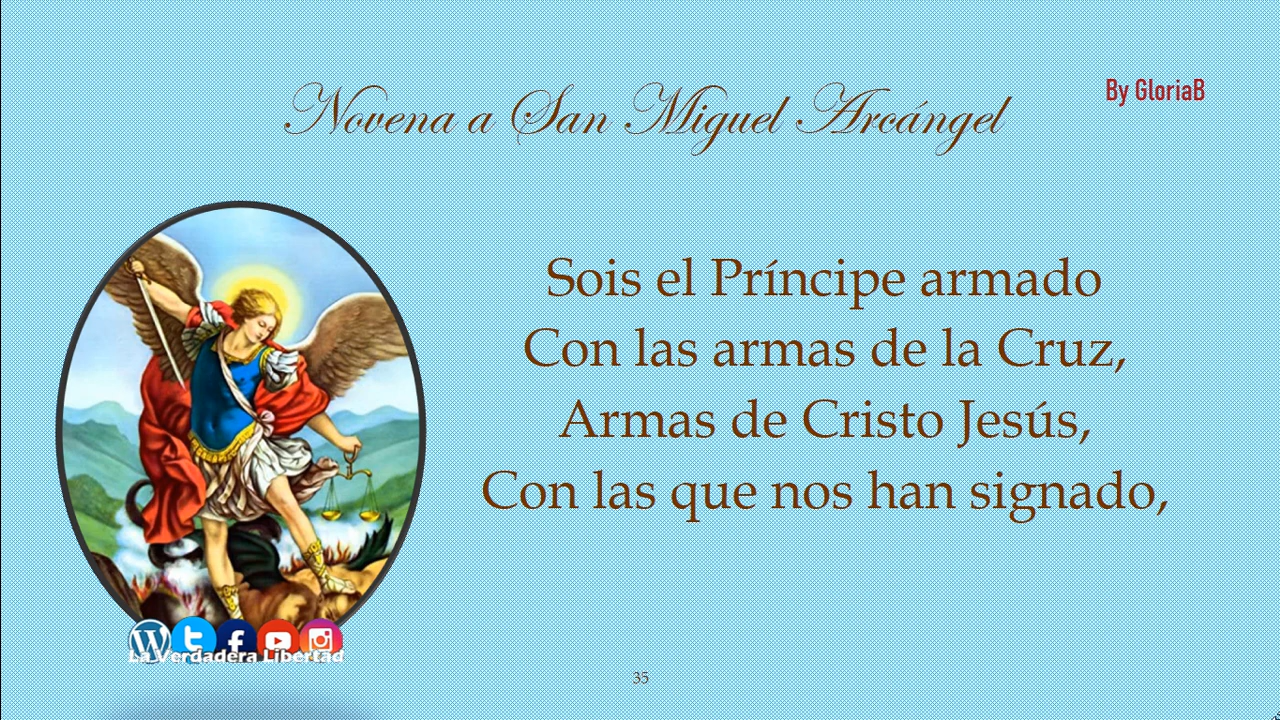 Novena a San Miguel Arcángel
By GloriaB
Sois el Príncipe armado
Con las armas de la Cruz,
Armas de Cristo Jesús,
Con las que nos han signado,
La Verdadera Libertad
35